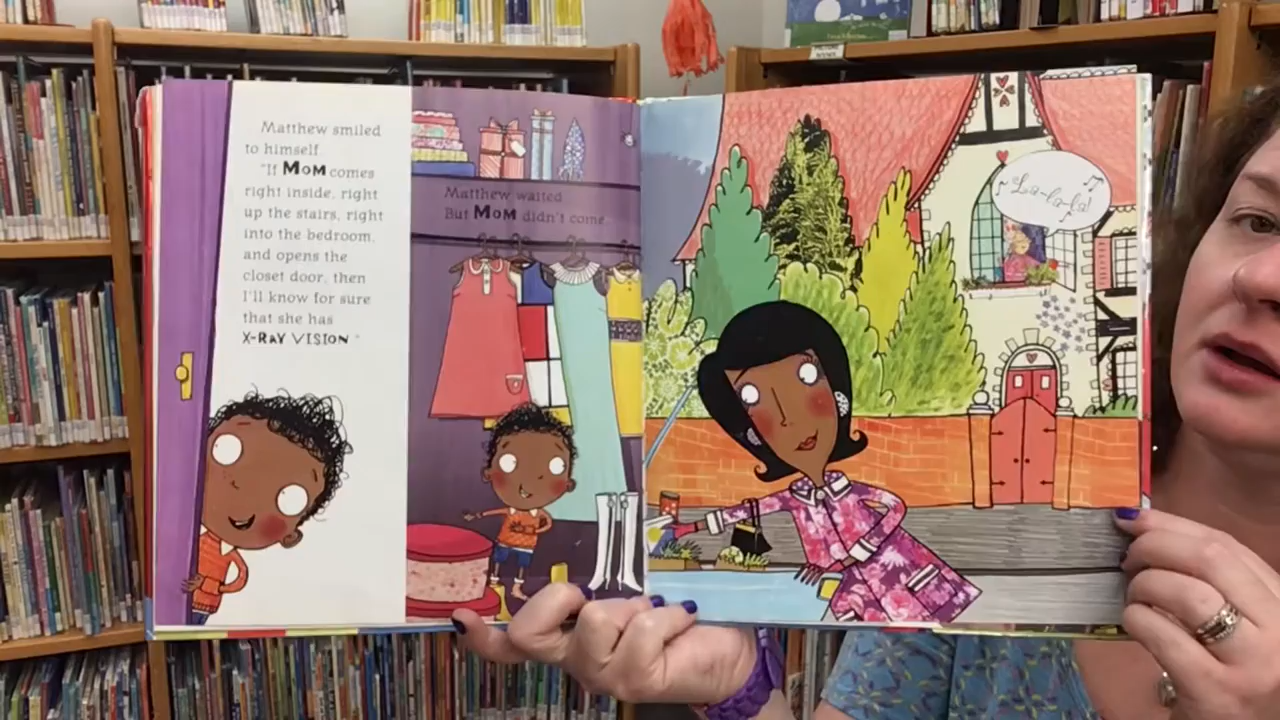 Matthew smiled
to himself.
"If MOM comes
right inside, right
up the stairs, right
into the bedroom,
and opens the
closet door, then
I'll know for sure
that she has
X-RAY VISION."
Matthew waited.
But MOM didn't come.
La-la-la!